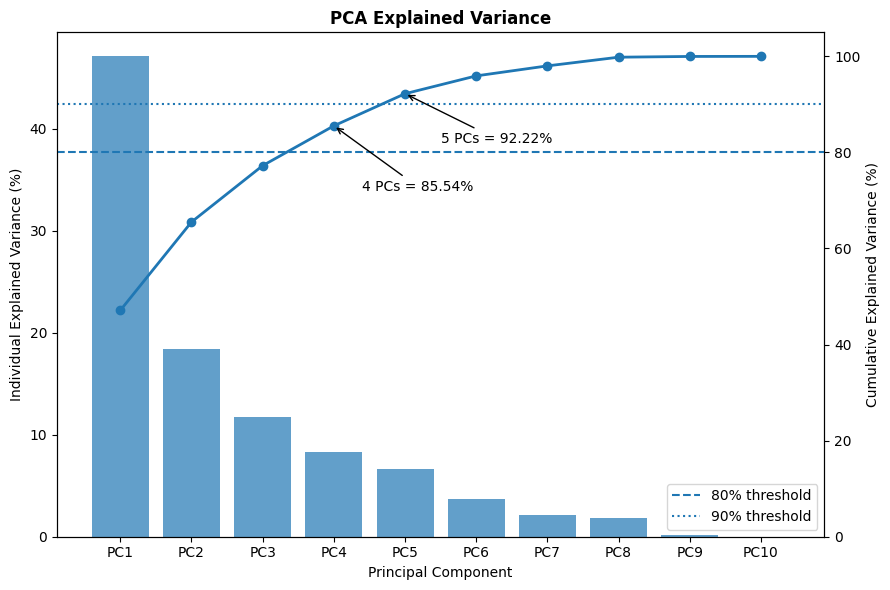 PCA Explained Variance
Individual Explained Variance (%)
40
30
20
10
0
100
80
60
40
20
0
Cumulative Explained Variance (%)
5 PCs = 92.22%
4 PCs = 85.54%
80% threshold
90% threshold
PC1 PC2 PC3 PC4 PC5 PC6 PC7 PC8 PC9 PC10
Principal Component